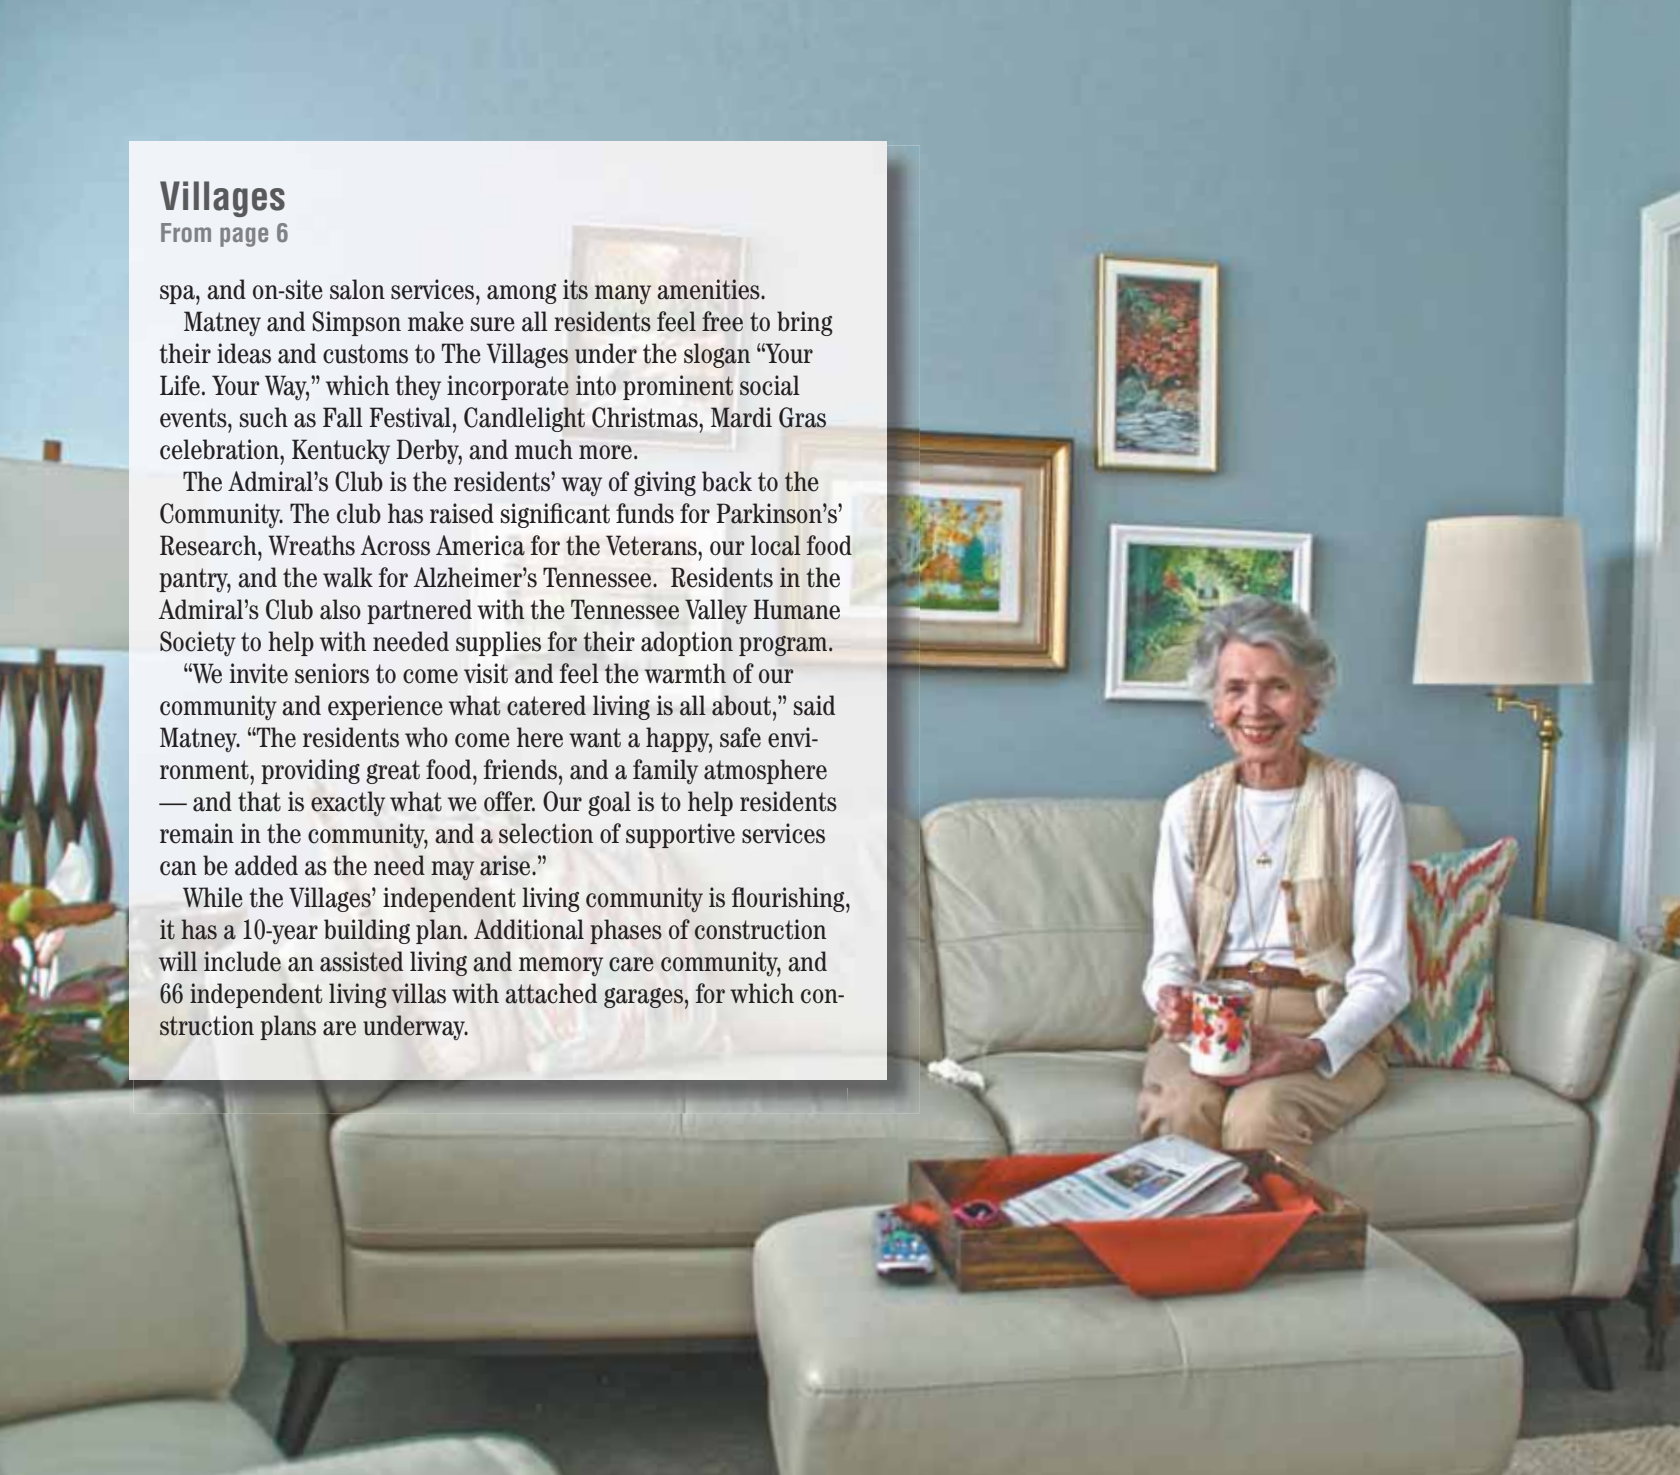 Villages
From page 6
spa, and on-site salon services, among its many amenities.
Matney and Simpson make sure all residents feel free to bring
their ideas and customs to The Villages under the slogan “Your
Life. Your Way,” which they incorporate into prominent social
events, such as Fall Festival, Candlelight Christmas, Mardi Gras
celebration, Kentucky Derby, and much more.
The Admiral’s Club is the residents’ way of giving back to the
Community. The club has raised significant funds for Parkinson’s’
Research, Wreaths Across America for the Veterans, our local food
pantry, and the walk for Alzheimer’s Tennessee.  Residents in the
Admiral’s Club also partnered with the Tennessee Valley Humane
Society to help with needed supplies for their adoption program.
“We invite seniors to come visit and feel the warmth of our
community and experience what catered living is all about,” said
Matney. “The residents who come here want a happy, safe envi-
ronment, providing great food, friends, and a family atmosphere
— and that is exactly what we offer. Our goal is to help residents
remain in the community, and a selection of supportive services
can be added as the need may arise.”
While the Villages’ independent living community is flourishing,
it has a 10-year building plan. Additional phases of construction
will include an assisted living and memory care community, and
66 independent living villas with attached garages, for which con-
struction plans are underway.